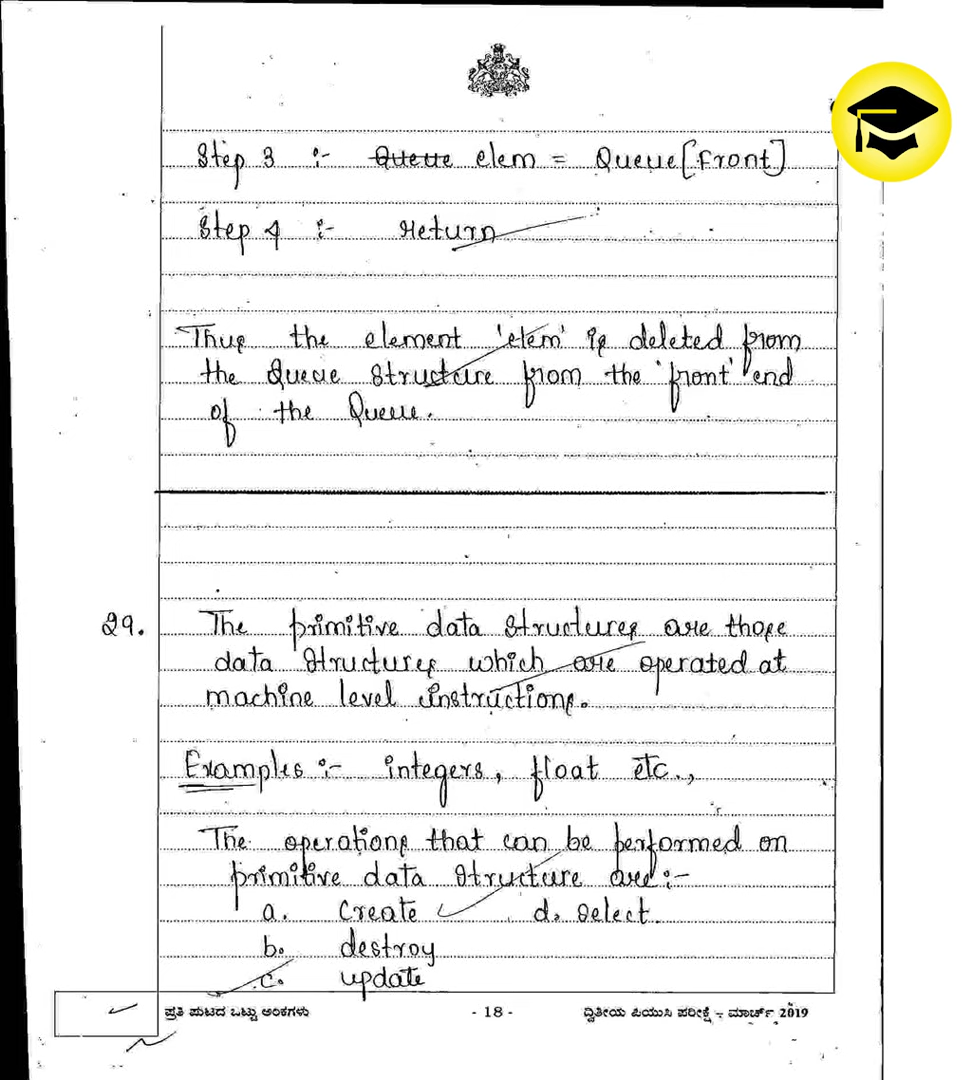 Step 3 :- Queue elem = Queue[front]
Step 4 :- return
Thus the element 'elem' is deleted from
the Queue structure from the 'front' end
of the Queue.
29. The primitive data structures are those
data structures which are operated at
machine level instructions.
Examples :- integers, float etc.,
The operations that can be performed on
primitive data structure are :-
a. Create d. select
b. destroy
c. update
ಪ್ರತಿ ಪುಟದ ಒಟ್ಟು ಅಂಕಗಳು - 18 - ದ್ವಿತೀಯ ಪಿಯುಸಿ ಪರೀಕ್ಷೆ - ಮಾರ್ಚ್ 2019